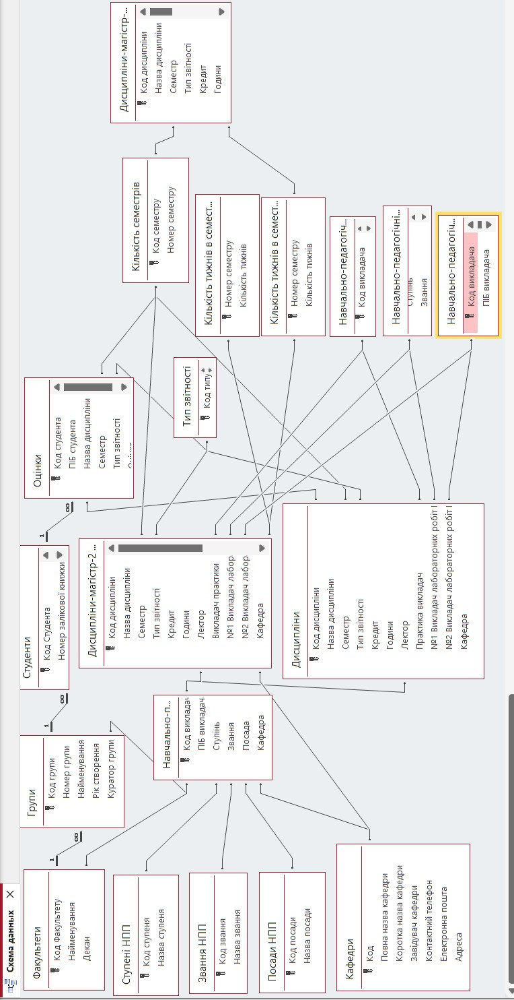 Схема данных
Факультети
Код Факультету
Найменування
Декан
1
∞
Групи
Код групи
Номер групи
Найменування
Рік створення
Куратор групи
1
∞
Студенти
Код Студента
Номер залікової книжки
1
∞
Оцінки
Код студента
ПІБ студента
Назва дисципліни
Семестр
Тип звітності
Ступені НПП
Код ступеня
Назва ступеня
Звання НПП
Код звання
Назва звання
Посади НПП
Код посади
Назва посади
Кафедри
Код
Повна назва кафедри
Коротка назва кафедри
Завідувач кафедри
Контактний телефон
Електронна пошта
Адреса
Навчально-п...
Код викладач
ПІБ викладач
Ступінь
Звання
Посада
Кафедра
Дисципліни-магістр-2 ...
Код дисципліни
Назва дисципліни
Семестр
Тип звітності
Кредит
Години
Лектор
Викладач практики
№1 Викладач лабор
№2 Викладач лабор
Кафедра
Дисципліни
Код дисципліни
Назва дисципліни
Семестр
Тип звітності
Кредит
Години
Лектор
Практика викладач
№1 Викладач лабораторних робіт
№2 Викладач лабораторних робіт
Кафедра
Тип звітності
Код типу
Кількість семестрів
Код семестру
Номер семестру
Кількість тижнів в семест...
Номер семестру
Кількість тижнів
Кількість тижнів в семест...
Номер семестру
Кількість тижнів
Навчально-педагогіч...
Код викладача
Навчально-педагогічні...
Ступінь
Звання
Навчально-педагогіч...
Код викладача
ПІБ викладача
Дисципліни-магістр-...
Код дисципліни
Назва дисципліни
Семестр
Тип звітності
Кредит
Години